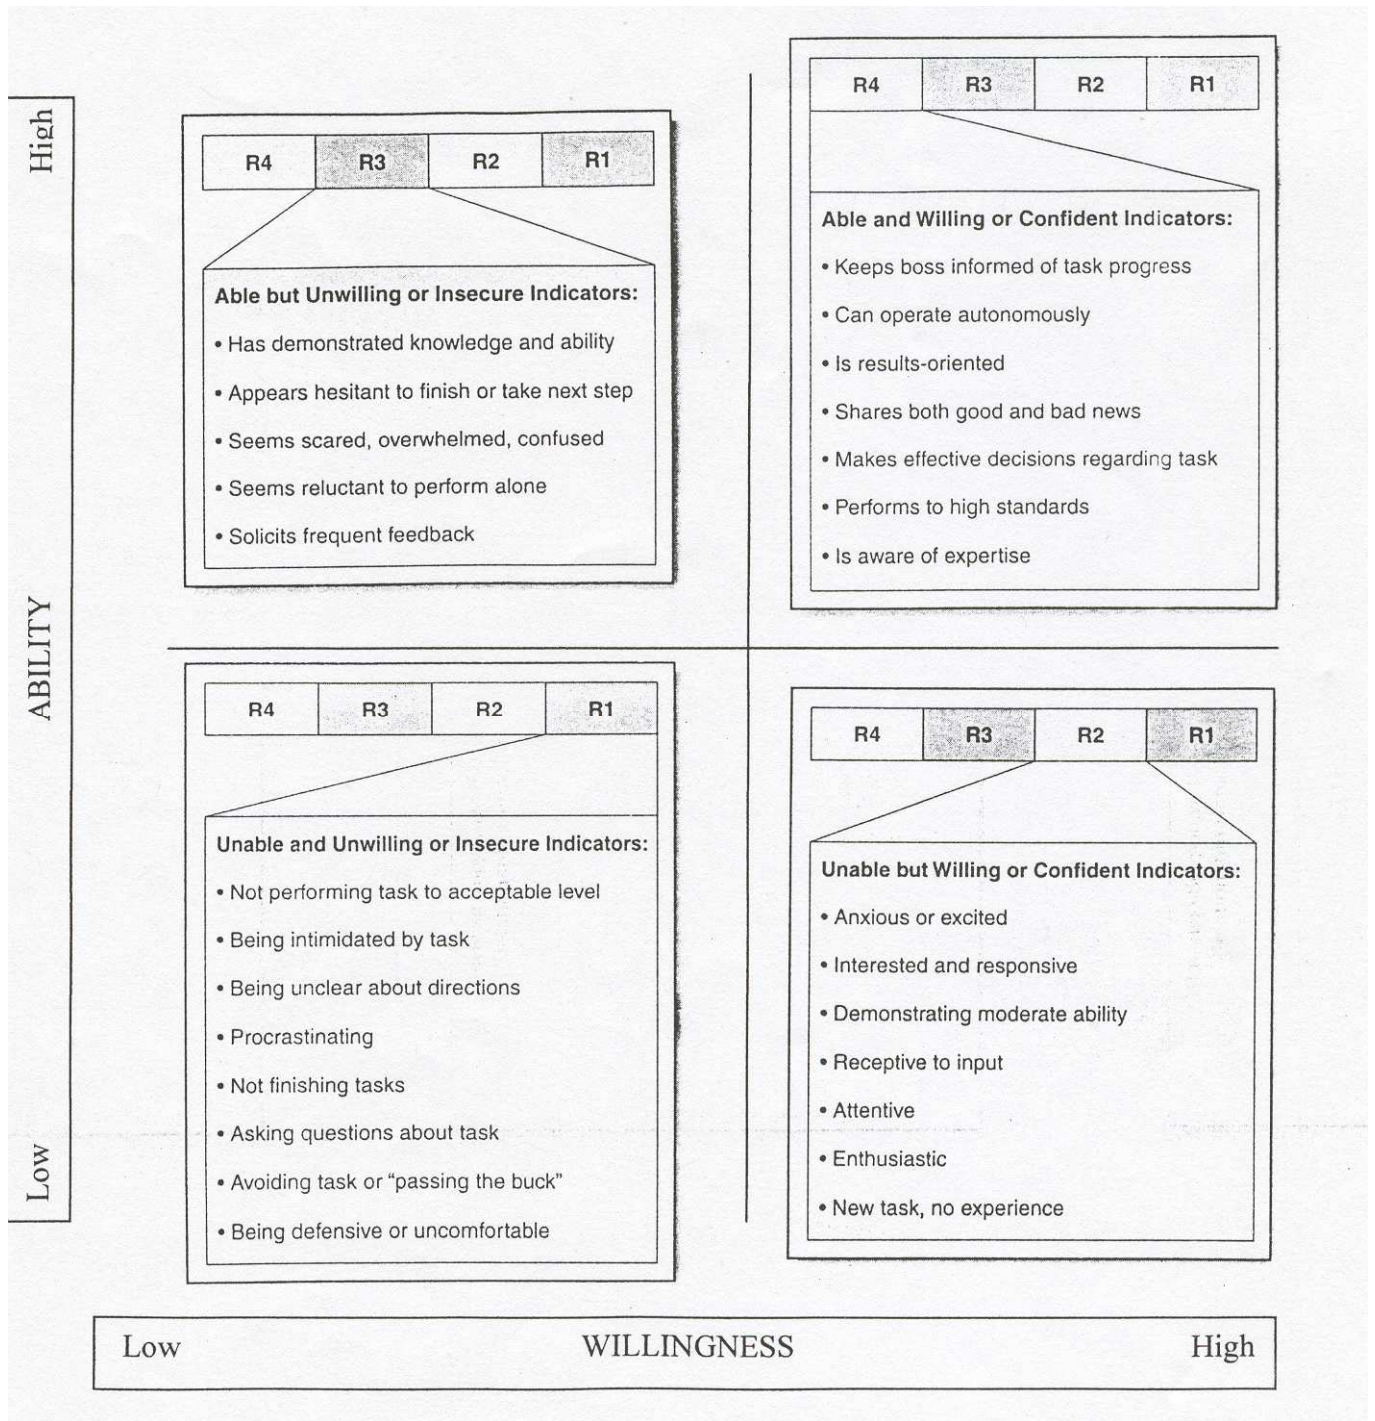 High
ABILITY
Low
R4 R3 R2 R1
Able but Unwilling or Insecure Indicators:
• Has demonstrated knowledge and ability
• Appears hesitant to finish or take next step
• Seems scared, overwhelmed, confused
• Seems reluctant to perform alone
• Solicits frequent feedback
R4 R3 R2 R1
Able and Willing or Confident Indicators:
• Keeps boss informed of task progress
• Can operate autonomously
• Is results-oriented
• Shares both good and bad news
• Makes effective decisions regarding task
• Performs to high standards
• Is aware of expertise
R4 R3 R2 R1
Unable and Unwilling or Insecure Indicators:
• Not performing task to acceptable level
• Being intimidated by task
• Being unclear about directions
• Procrastinating
• Not finishing tasks
• Asking questions about task
• Avoiding task or “passing the buck”
• Being defensive or uncomfortable
R4 R3 R2 R1
Unable but Willing or Confident Indicators:
• Anxious or excited
• Interested and responsive
• Demonstrating moderate ability
• Receptive to input
• Attentive
• Enthusiastic
• New task, no experience
Low WILLINGNESS High